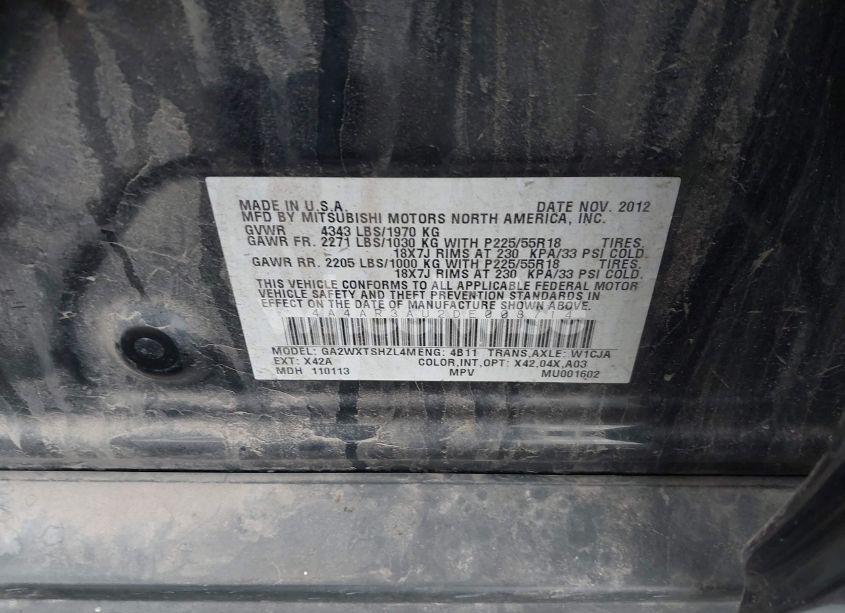 MADE IN U.S.A. DATE NOV. 2012
MFD BY MITSUBISHI MOTORS NORTH AMERICA, INC.
GVWR 4343 LBS/1970 KG
GAWR FR. 2271 LBS/1030 KG WITH P225/55R18 TIRES,
18X7J RIMS AT 230 KPA/33 PSI COLD.
GAWR RR. 2205 LBS/1000 KG WITH P225/55R18 TIRES,
18X7J RIMS AT 230 KPA/33 PSI COLD.
THIS VEHICLE CONFORMS TO ALL APPLICABLE FEDERAL MOTOR
VEHICLE SAFETY AND THEFT PREVENTION STANDARDS IN
EFFECT ON THE DATE OF MANUFACTURE SHOWN ABOVE.
MODEL: GA2WXTSHZL4M ENG: 4B11 TRANS,AXLE: W1CJA
EXT: X42A COLOR,INT,OPT: X42,04X,A03
MDH 110113 MPV MU001602